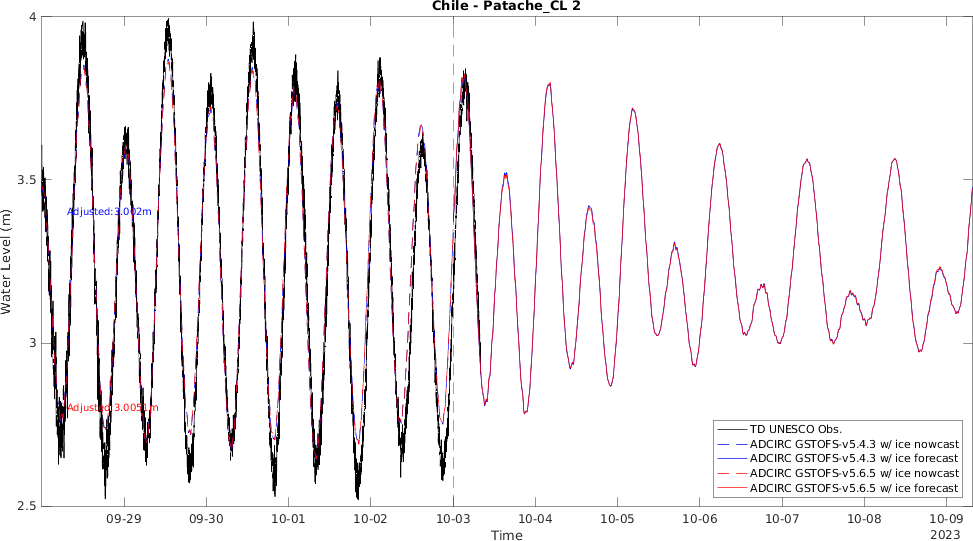 Chile - Patache_CL 2
4
3.5
3
2.5
Water Level (m)
Adjusted:3.002m
Adjusted:3.0051m
TD UNESCO Obs.
ADCIRC GSTOFS-v5.4.3 w/ ice nowcast
ADCIRC GSTOFS-v5.4.3 w/ ice forecast
ADCIRC GSTOFS-v5.6.5 w/ ice nowcast
ADCIRC GSTOFS-v5.6.5 w/ ice forecast
09-29 09-30 10-01 10-02 10-03 10-04 10-05 10-06 10-07 10-08 10-09
2023
Time